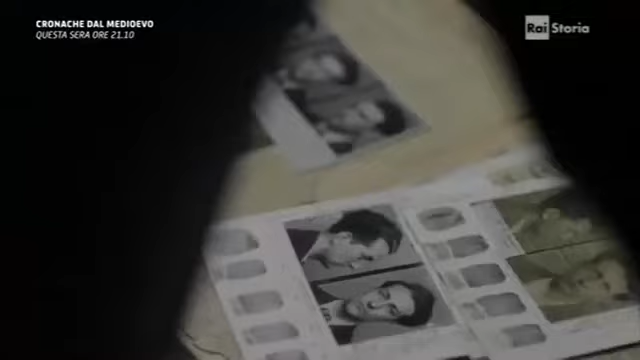 CRONACHE DAL MEDIOEVO
QUESTA SERA ORE 21.10
Rai Storia